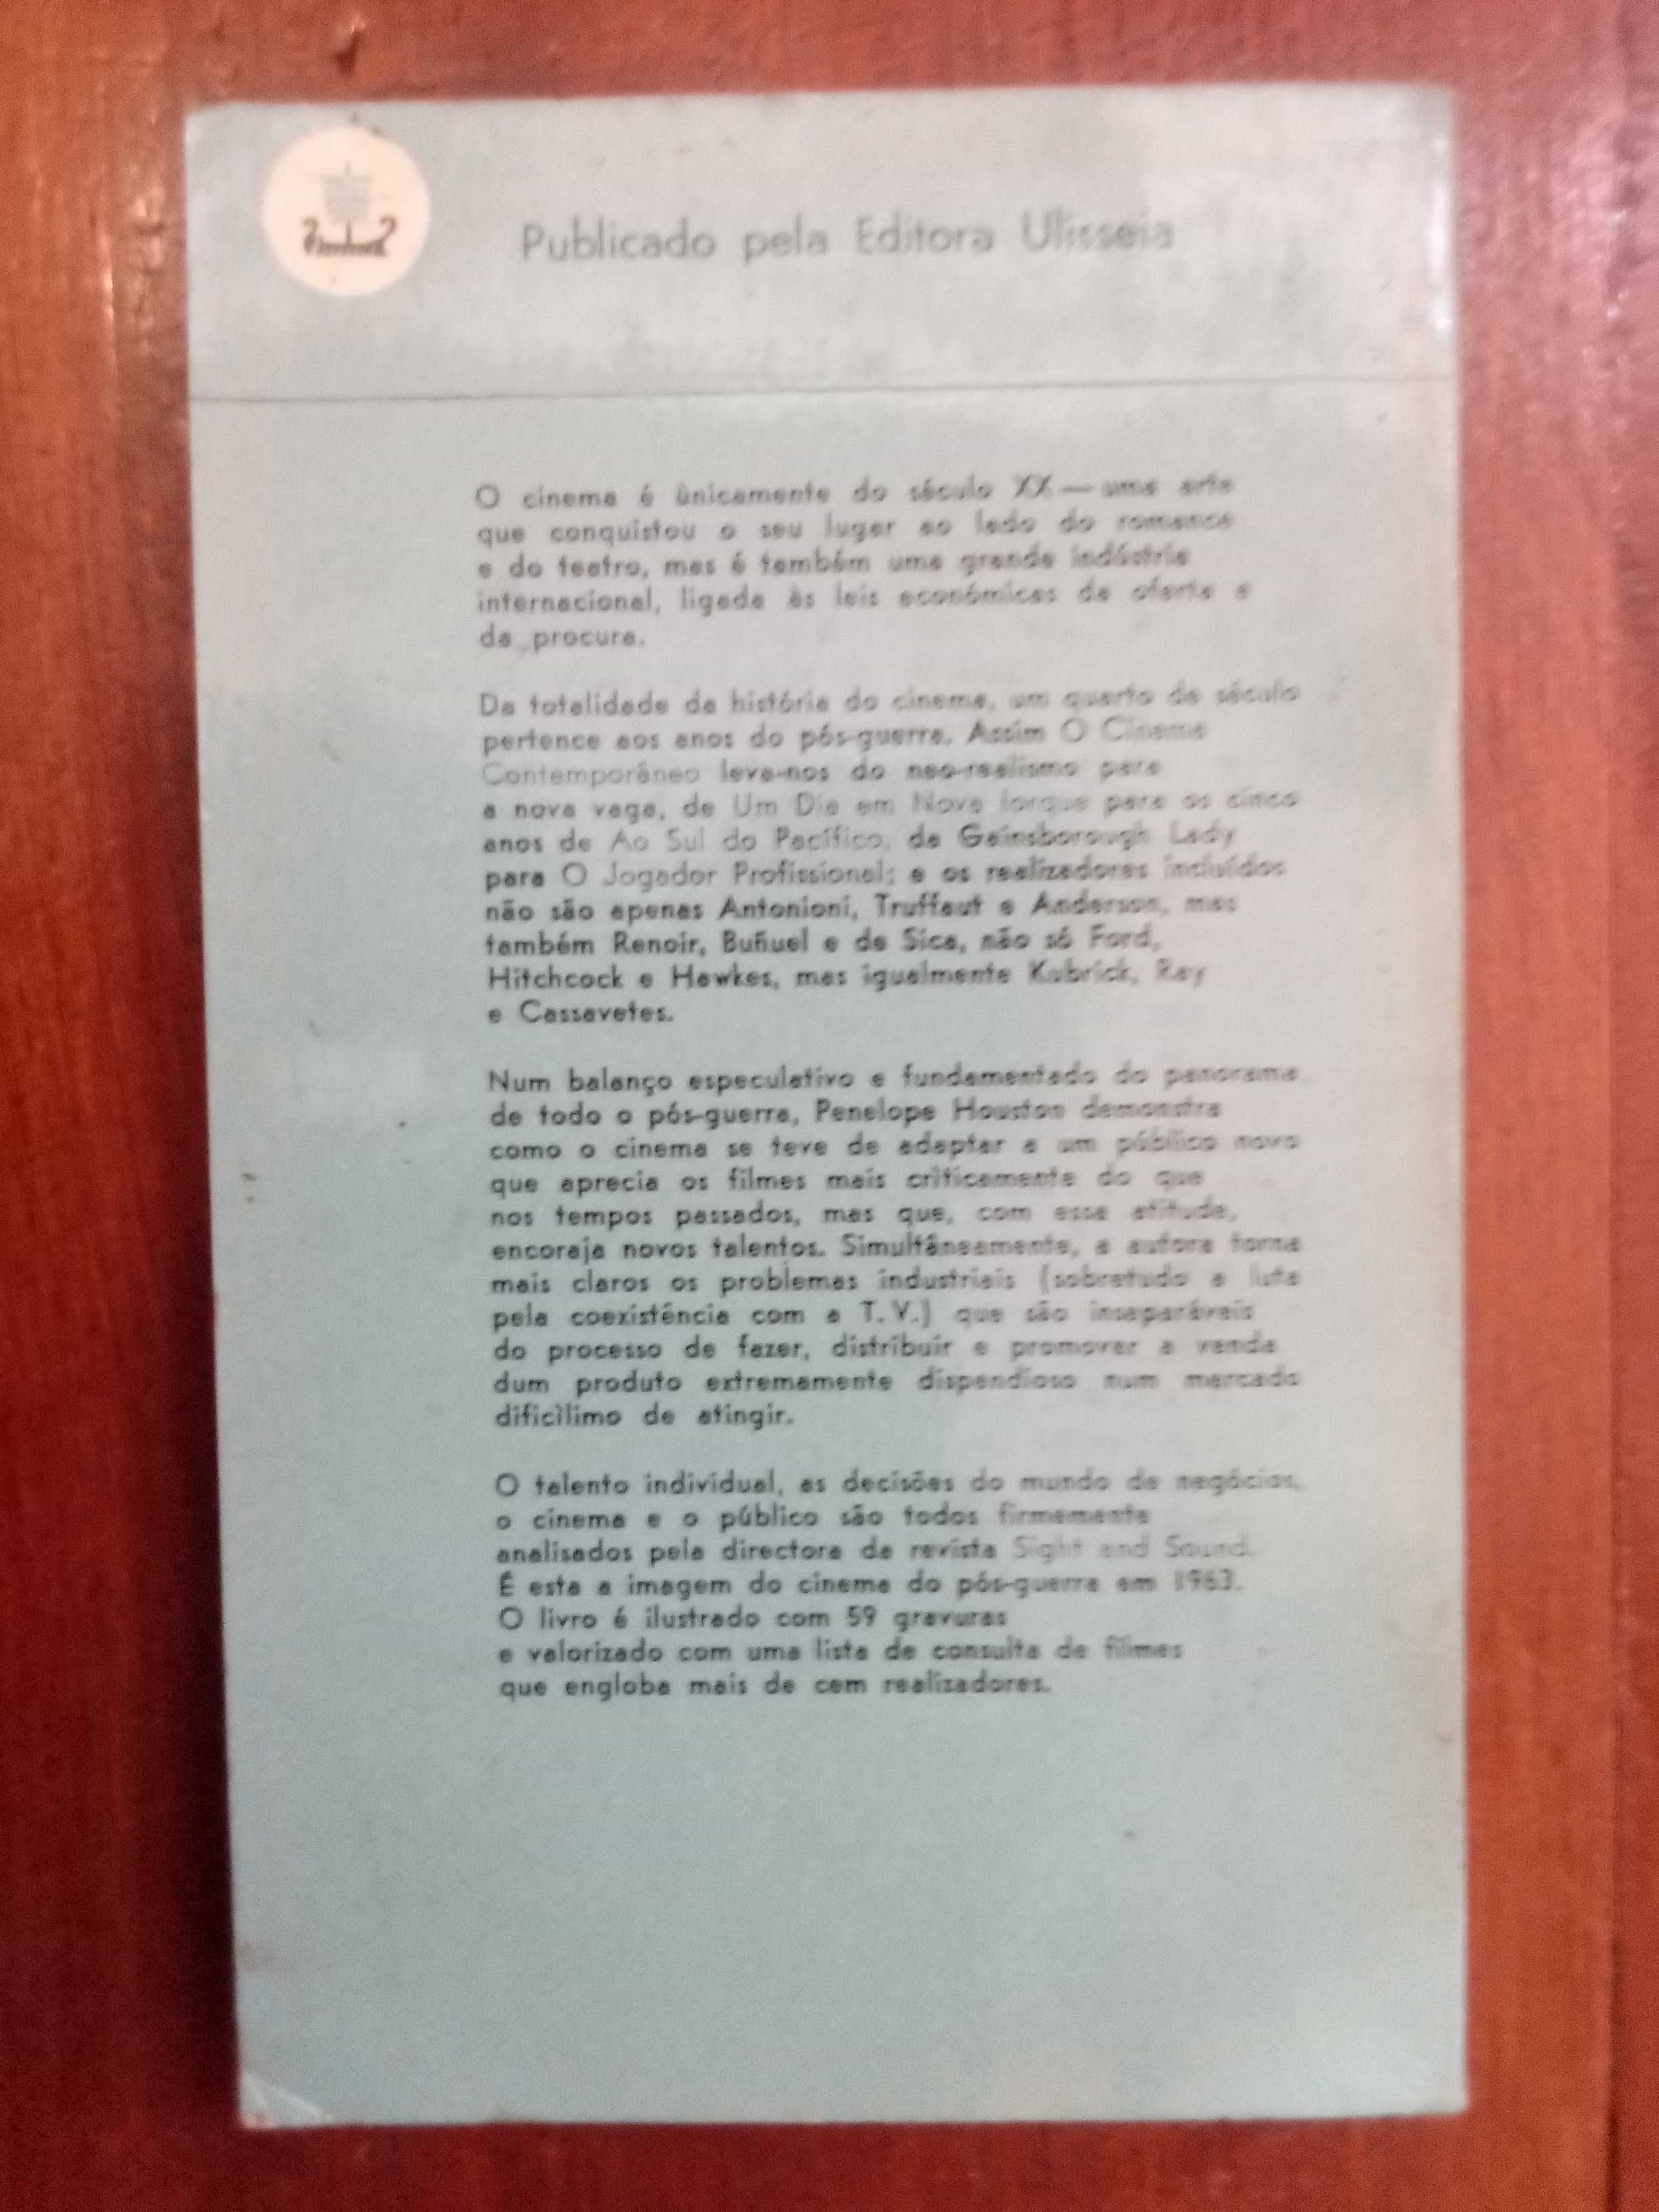 Publicado pela Editora Ulisseia
O cinema é ùnicamente do século XX — uma arte
que conquistou o seu lugar ao lado do romance
e do teatro, mas é também uma grande indústria
internacional, ligada às leis económicas da oferta e
da procura.
Da totalidade da história do cinema, um quarto de século
pertence aos anos do pós-guerra. Assim O Cinema
Contemporâneo leva-nos do neo-realismo para
a nova vaga, de Um Dia em Nova Iorque para os cinco
anos de Ao Sul do Pacífico, da Gainsborough Lady
para O Jogador Profissional; e os realizadores incluídos
não são apenas Antonioni, Truffaut e Anderson, mas
também Renoir, Buñuel e de Sica, não só Ford,
Hitchcock e Hawkes, mas igualmente Kubrick, Ray
e Cassavetes.
Num balanço especulativo e fundamentado do panorama
de todo o pós-guerra, Penelope Houston demonstra
como o cinema se teve de adaptar a um público novo
que aprecia os filmes mais crìticamente do que
nos tempos passados, mas que, com essa atitude,
encoraja novos talentos. Simultâneamente, a autora torna
mais claros os problemas industriais (sobretudo a luta
pela coexistência com a T.V.) que são inseparáveis
do processo de fazer, distribuir e promover a venda
dum produto extremamente dispendioso num mercado
dificìlimo de atingir.
O talento individual, as decisões do mundo de negócios,
o cinema e o público são todos firmemente
analisados pela directora da revista Sight and Sound.
É esta a imagem do cinema do pós-guerra em 1963.
O livro é ilustrado com 59 gravuras
e valorizado com uma lista de consulta de filmes
que engloba mais de cem realizadores.